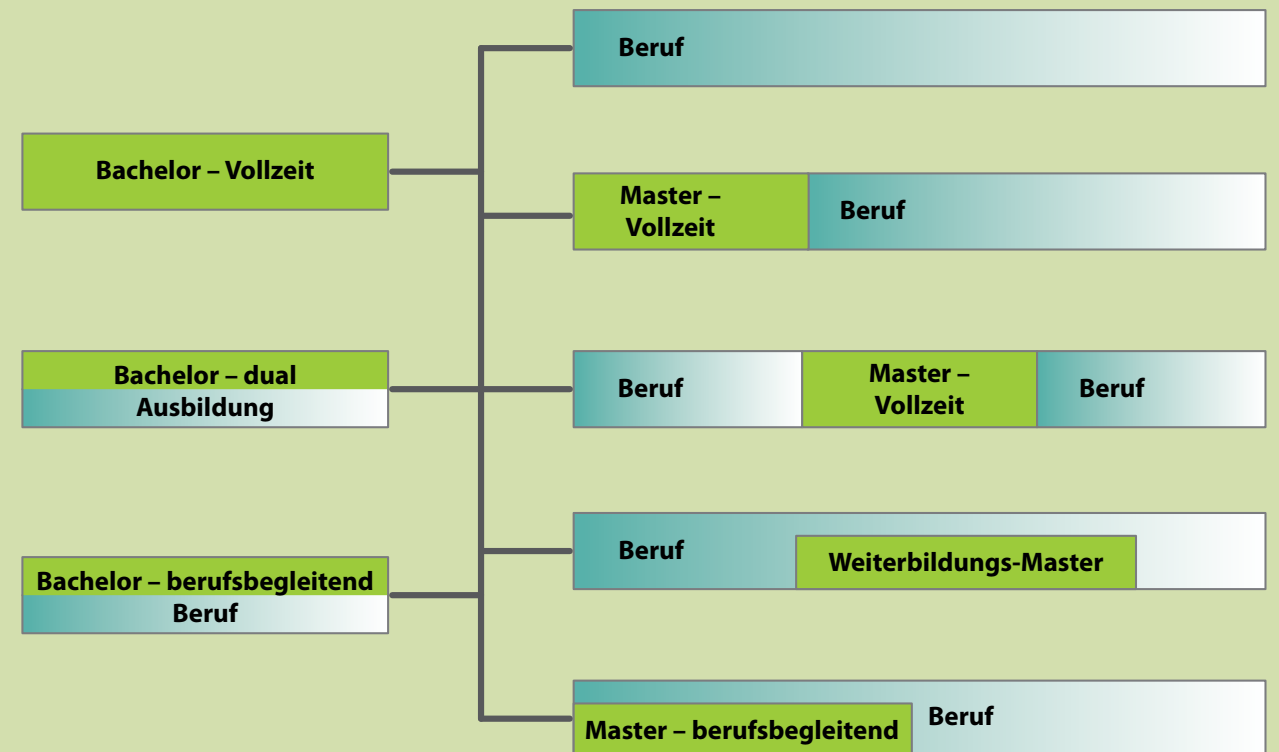 Bachelor – Vollzeit
Bachelor – dual
Ausbildung
Bachelor – berufsbegleitend
Beruf
Beruf
Master –
Vollzeit
Beruf
Beruf
Master –
Vollzeit
Beruf
Beruf
Weiterbildungs-Master
Master – berufsbegleitend
Beruf